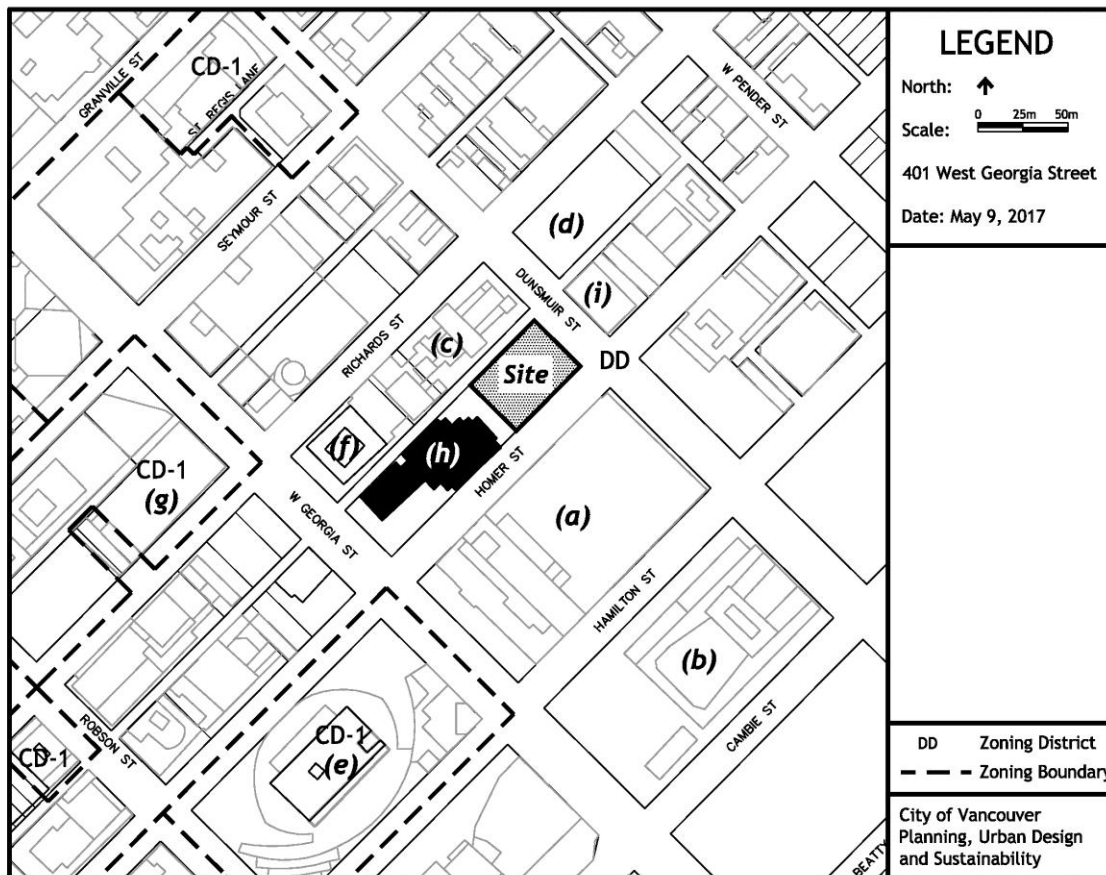 CD-1
GRANVILLE ST
ST. REGIS LANE
W PENDER ST
SEYMOUR ST
(d)
DUNSMUIR ST
(i)
RICHARDS ST
(c)
Site
DD
(f)
(h)
HOMER ST
CD-1
(g)
W GEORGIA ST
(a)
HAMILTON ST
(b)
CAMBIE ST
ROBSON ST
CD-1
CD-1
(e)
BEATTY
LEGEND
North:
0 25m 50m
Scale:
401 West Georgia Street
Date: May 9, 2017
DD Zoning District
Zoning Boundary
City of Vancouver
Planning, Urban Design
and Sustainability